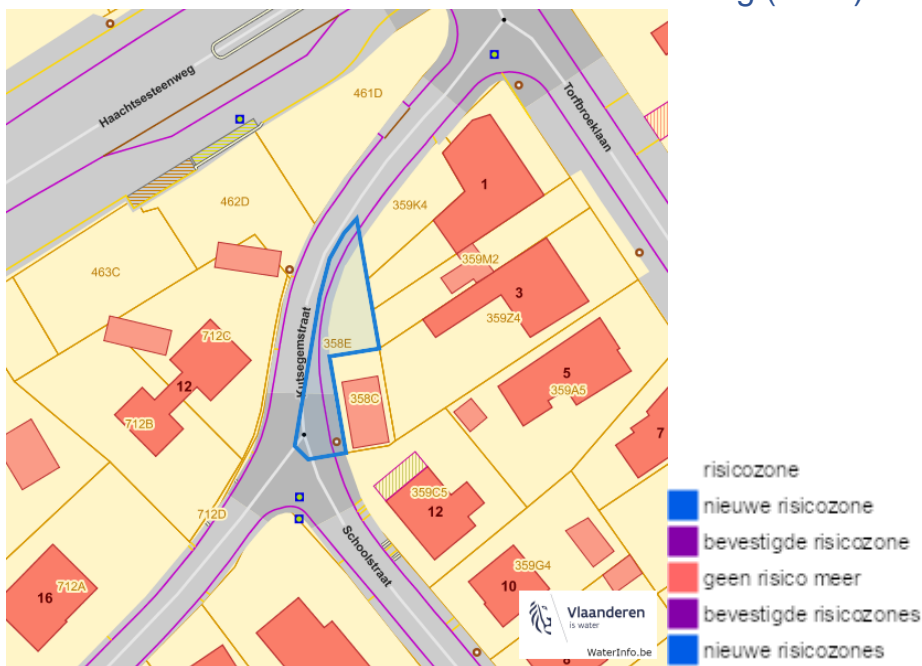 Haachtsesteenweg
461D
Torfbroeklaan
462D
359K4
1
463C
359M2
3
359Z4
Kutsegemstraat
358E
712C
12
358C
5
359A5
712B
7
359C5
12
712D
Schoolstraat
359G4
10
712A
16
8
Vlaanderen
is water
WaterInfo.be
risicozone
nieuwe risicozone
bevestigde risicozone
geen risico meer
bevestigde risicozones
nieuwe risicozones